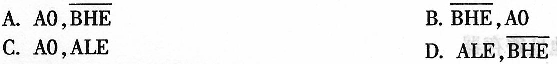 A. A0,B̅H̅E̅ B. B̅H̅E̅,A0
C. A0,ALE D. ALE,B̅H̅E̅